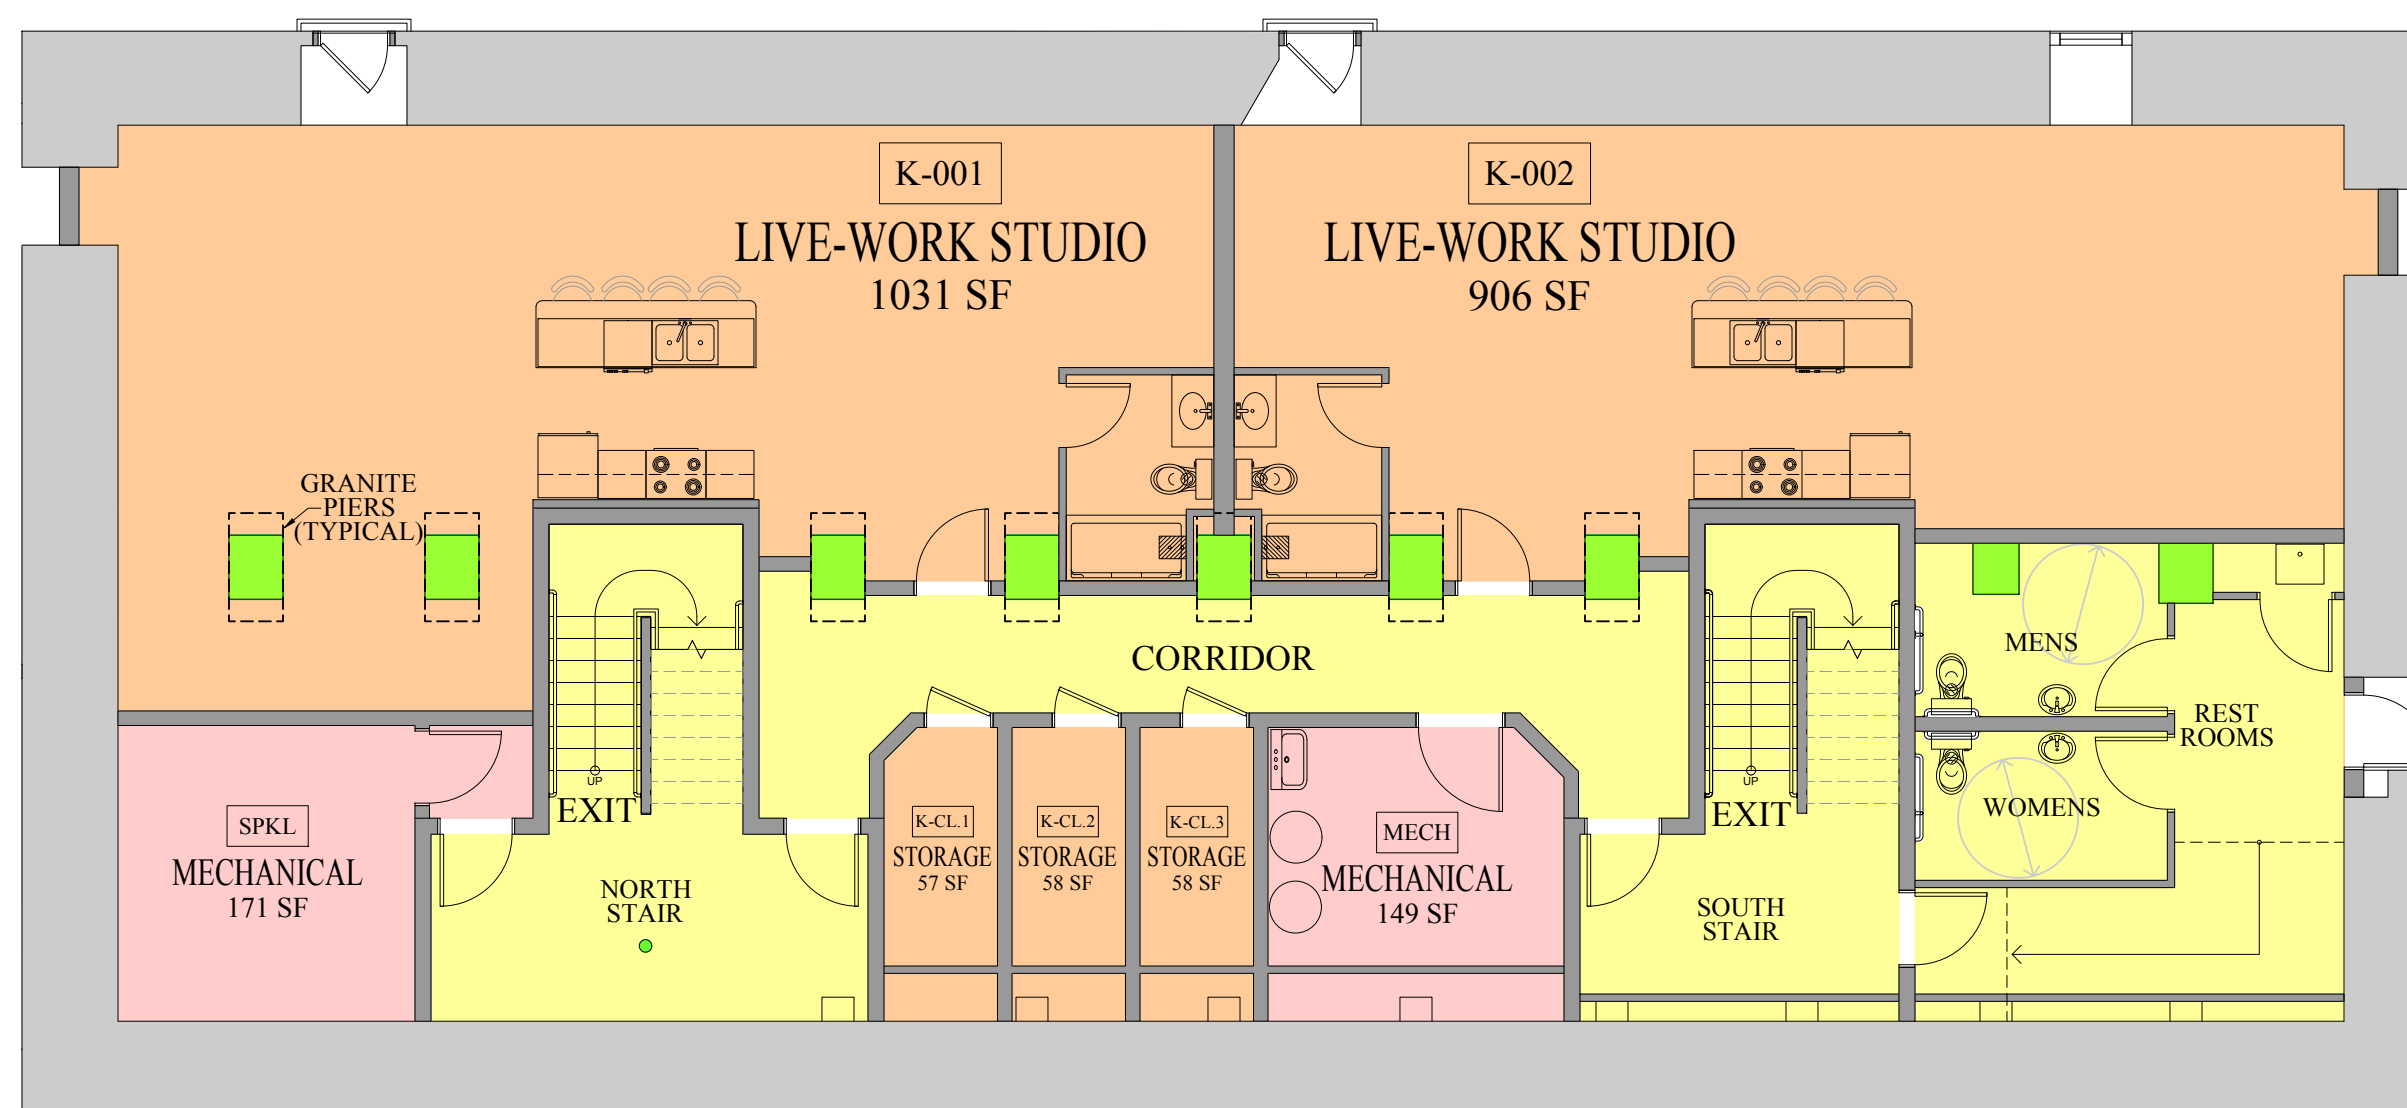 K-001
LIVE-WORK STUDIO
1031 SF
K-002
LIVE-WORK STUDIO
906 SF
GRANITE
PIERS
(TYPICAL)
CORRIDOR
MENS
REST
ROOMS
WOMENS
UP
EXIT
UP
EXIT
SPKL
MECHANICAL
171 SF
NORTH
STAIR
K-CL.1
STORAGE
57 SF
K-CL.2
STORAGE
58 SF
K-CL.3
STORAGE
58 SF
MECH
MECHANICAL
149 SF
SOUTH
STAIR